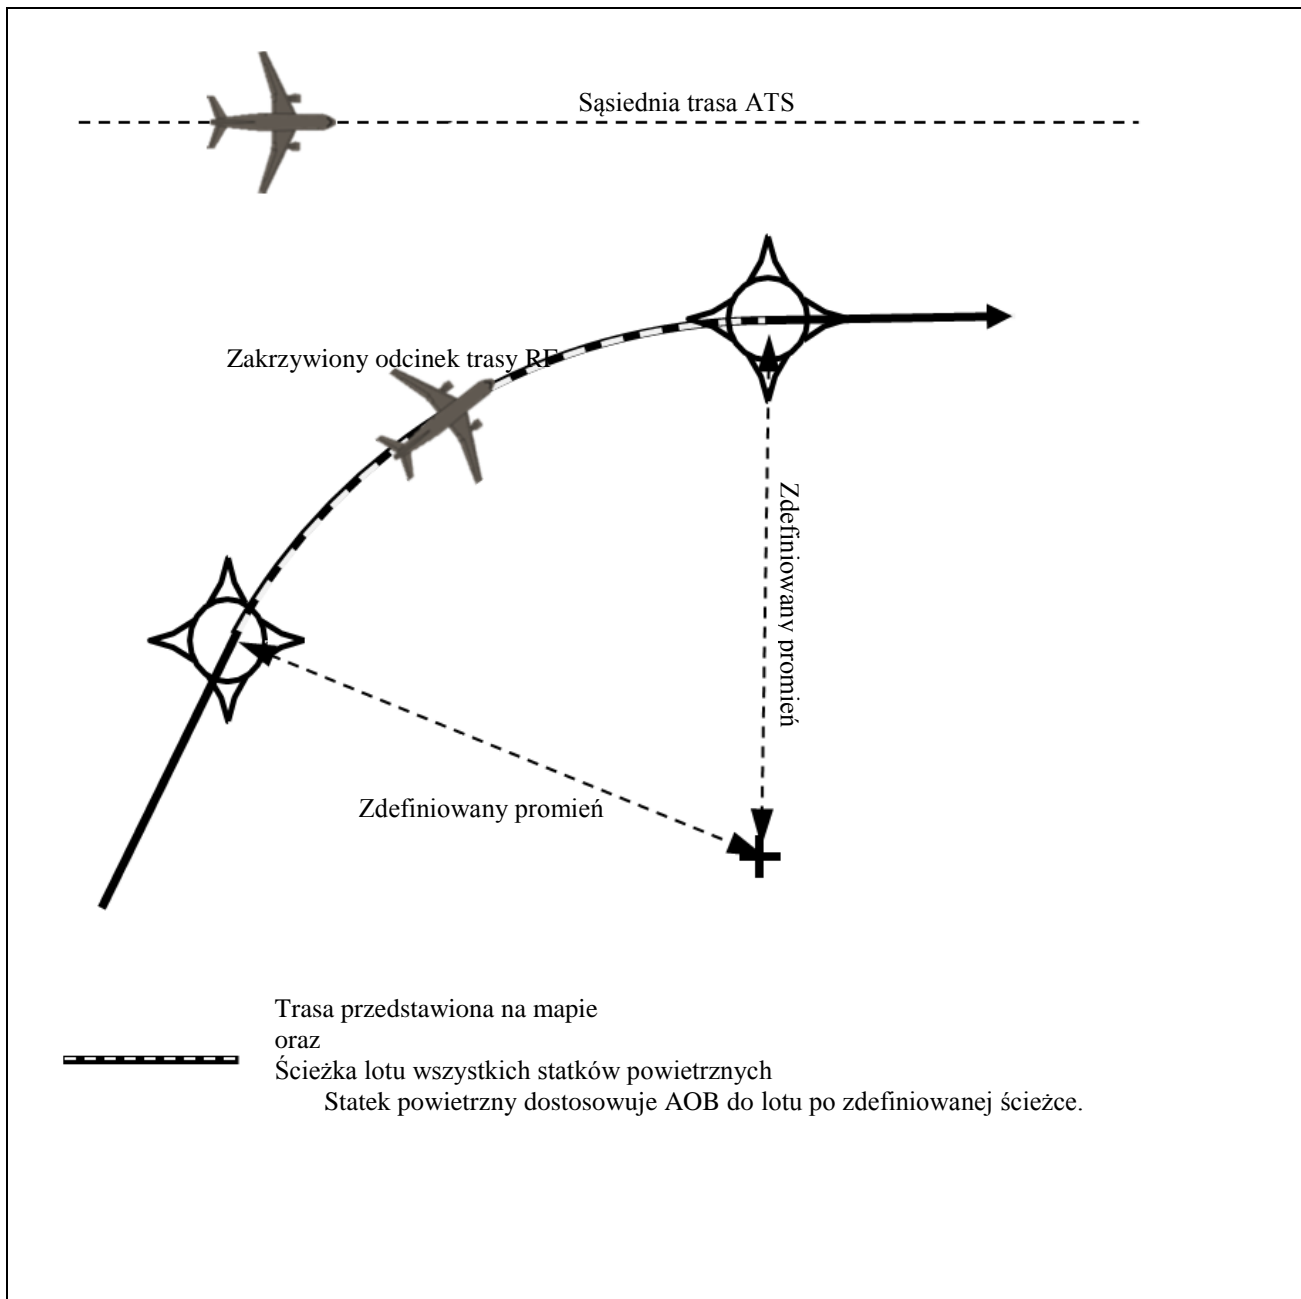 Sąsiednia trasa ATS
Zakrzywiony odcinek trasy RF
Zdefiniowany promień
Zdefiniowany promień
Trasa przedstawiona na mapie
oraz
Ścieżka lotu wszystkich statków powietrznych
Statek powietrzny dostosowuje AOB do lotu po zdefiniowanej ścieżce.